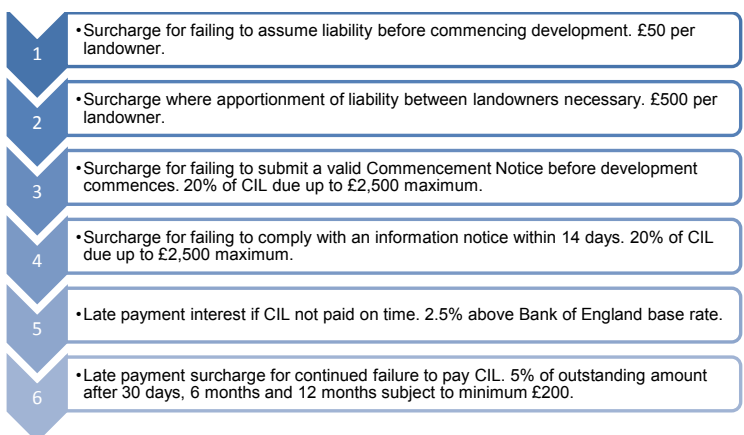 1
•Surcharge for failing to assume liability before commencing development. £50 per
landowner.
2
•Surcharge where apportionment of liability between landowners necessary. £500 per
landowner.
3
•Surcharge for failing to submit a valid Commencement Notice before development
commences. 20% of CIL due up to £2,500 maximum.
4
•Surcharge for failing to comply with an information notice within 14 days. 20% of CIL
due up to £2,500 maximum.
5
•Late payment interest if CIL not paid on time. 2.5% above Bank of England base rate.
6
•Late payment surcharge for continued failure to pay CIL. 5% of outstanding amount
after 30 days, 6 months and 12 months subject to minimum £200.